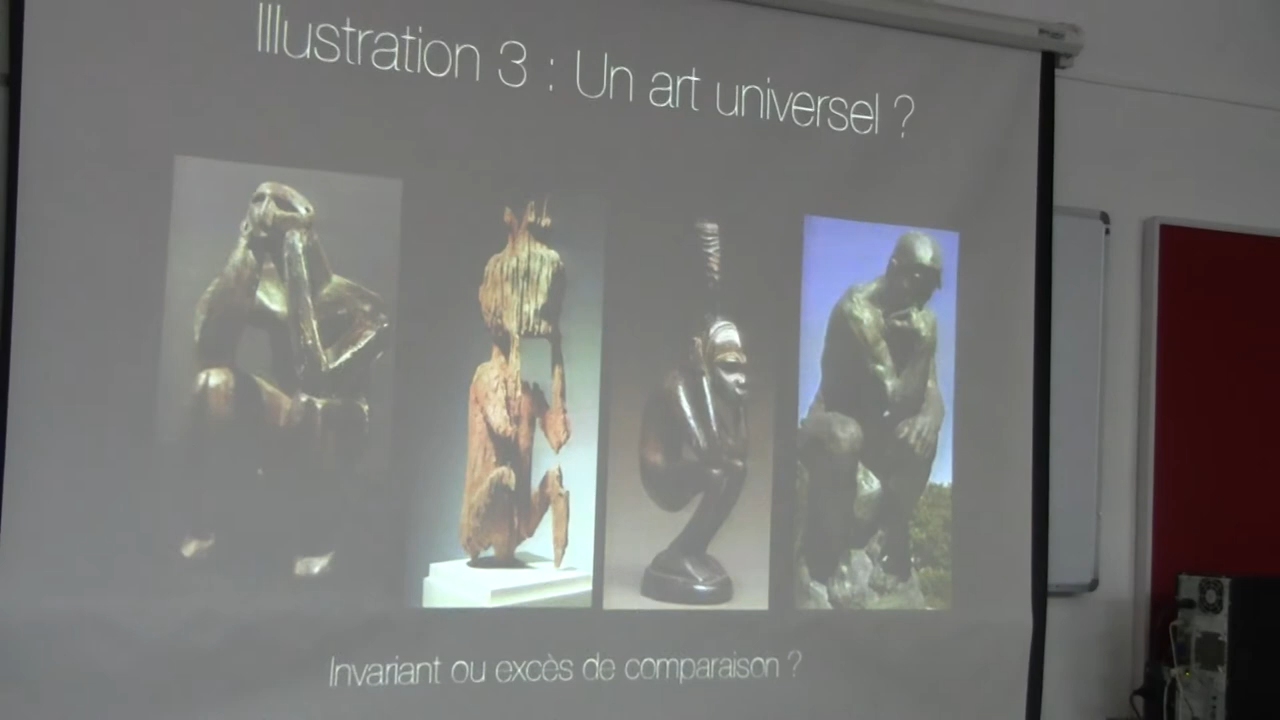 Illustration 3 : Un art universel ?
Invariant ou excès de comparaison ?